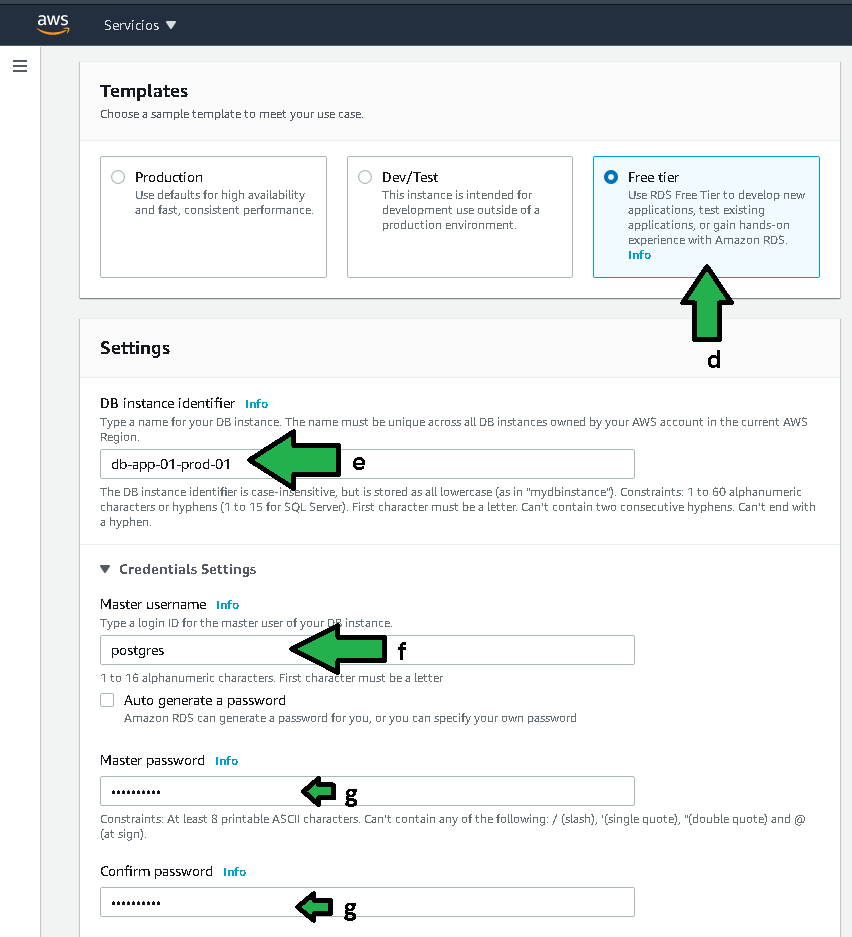 aws Servicios ▼
Templates
Choose a sample template to meet your use case.
Production
Use defaults for high availability
and fast, consistent performance.
Dev/Test
This instance is intended for
development use outside of a
production environment.
Free tier
Use RDS Free Tier to develop new
applications, test existing
applications, or gain hands-on
experience with Amazon RDS.
Info
d
Settings
DB instance identifier Info
Type a name for your DB instance. The name must be unique across all DB instances owned by your AWS account in the current AWS
Region.
db-app-01-prod-01 e
The DB instance identifier is case-insensitive, but is stored as all lowercase (as in "mydbinstance"). Constraints: 1 to 60 alphanumeric
characters or hyphens (1 to 15 for SQL Server). First character must be a letter. Can't contain two consecutive hyphens. Can't end with
a hyphen.
▼ Credentials Settings
Master username Info
Type a login ID for the master user of your DB instance.
postgres f
1 to 16 alphanumeric characters. First character must be a letter
Auto generate a password
Amazon RDS can generate a password for you, or you can specify your own password
Master password Info
•••••••••• g
Constraints: At least 8 printable ASCII characters. Can't contain any of the following: / (slash), '(single quote), "(double quote) and @
(at sign).
Confirm password Info
•••••••••• g